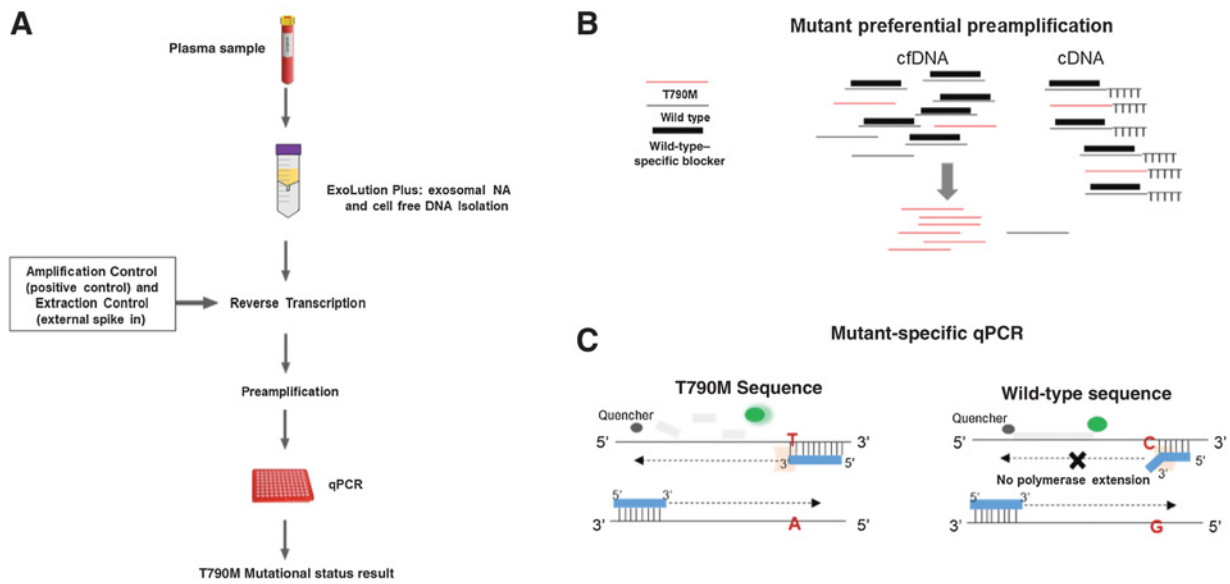 A
Plasma sample
ExoLution Plus: exosomal NA
and cell free DNA Isolation
Amplification Control
(positive control) and
Extraction Control
(external spike in)
Reverse Transcription
Preamplification
qPCR
T790M Mutational status result
B
Mutant preferential preamplification
cfDNA
cDNA
T790M
Wild type
Wild-type–
specific blocker
C
Mutant-specific qPCR
T790M Sequence
Quencher
5'
T
3'
3'
5'
5'
3'
3'
A
5'
Wild-type sequence
Quencher
5'
C
3'
5'
3'
No polymerase extension
5'
3'
3'
G
5'